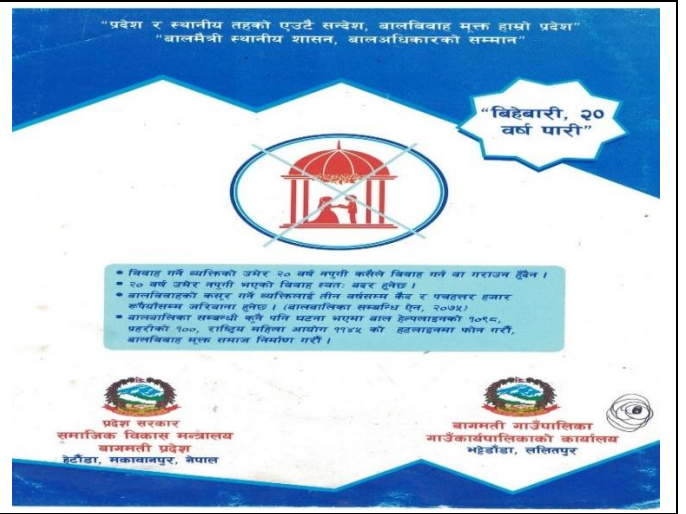 “प्रदेश र स्थानीय तहको एउटै सन्देश, बालविवाह मुक्त हाम्रो प्रदेश”
“बालमैत्री स्थानीय शासन, बालअधिकारको सम्मान”
“बिहेबारी, २०
वर्ष पारी”
• विवाह गर्ने व्यक्तिको उमेर २० वर्ष नपुगी कसैले विवाह गर्न वा गराउन हुँदैन ।
• २० वर्ष उमेर नपुगी भएको विवाह स्वतः बदर हुनेछ ।
• बालविवाहको कसुर गर्ने व्यक्तिलाई तीन वर्षसम्म कैद र पचहत्तर हजार
रूपैयाँसम्म जरिबाना हुनेछ । (बालबालिका सम्बन्धि ऐन, २०७५)
• बालबालिका सम्बन्धी कुनै पनि घटना भएमा बाल हेल्पलाइनको १०९८,
प्रहरीको १००, राष्ट्रिय महिला आयोग ११४५ को हटलाइनमा फोन गरौं,
बालविवाह मुक्त समाज निर्माण गरौं ।
प्रदेश सरकार
समाजिक विकास मन्त्रालय
बागमती प्रदेश
हेटौंडा, मकावानपुर, नेपाल
बागमती गाउँपालिका
गाउँकार्यपालिकाको कार्यालय
भट्टेडाँडा, ललितपुर